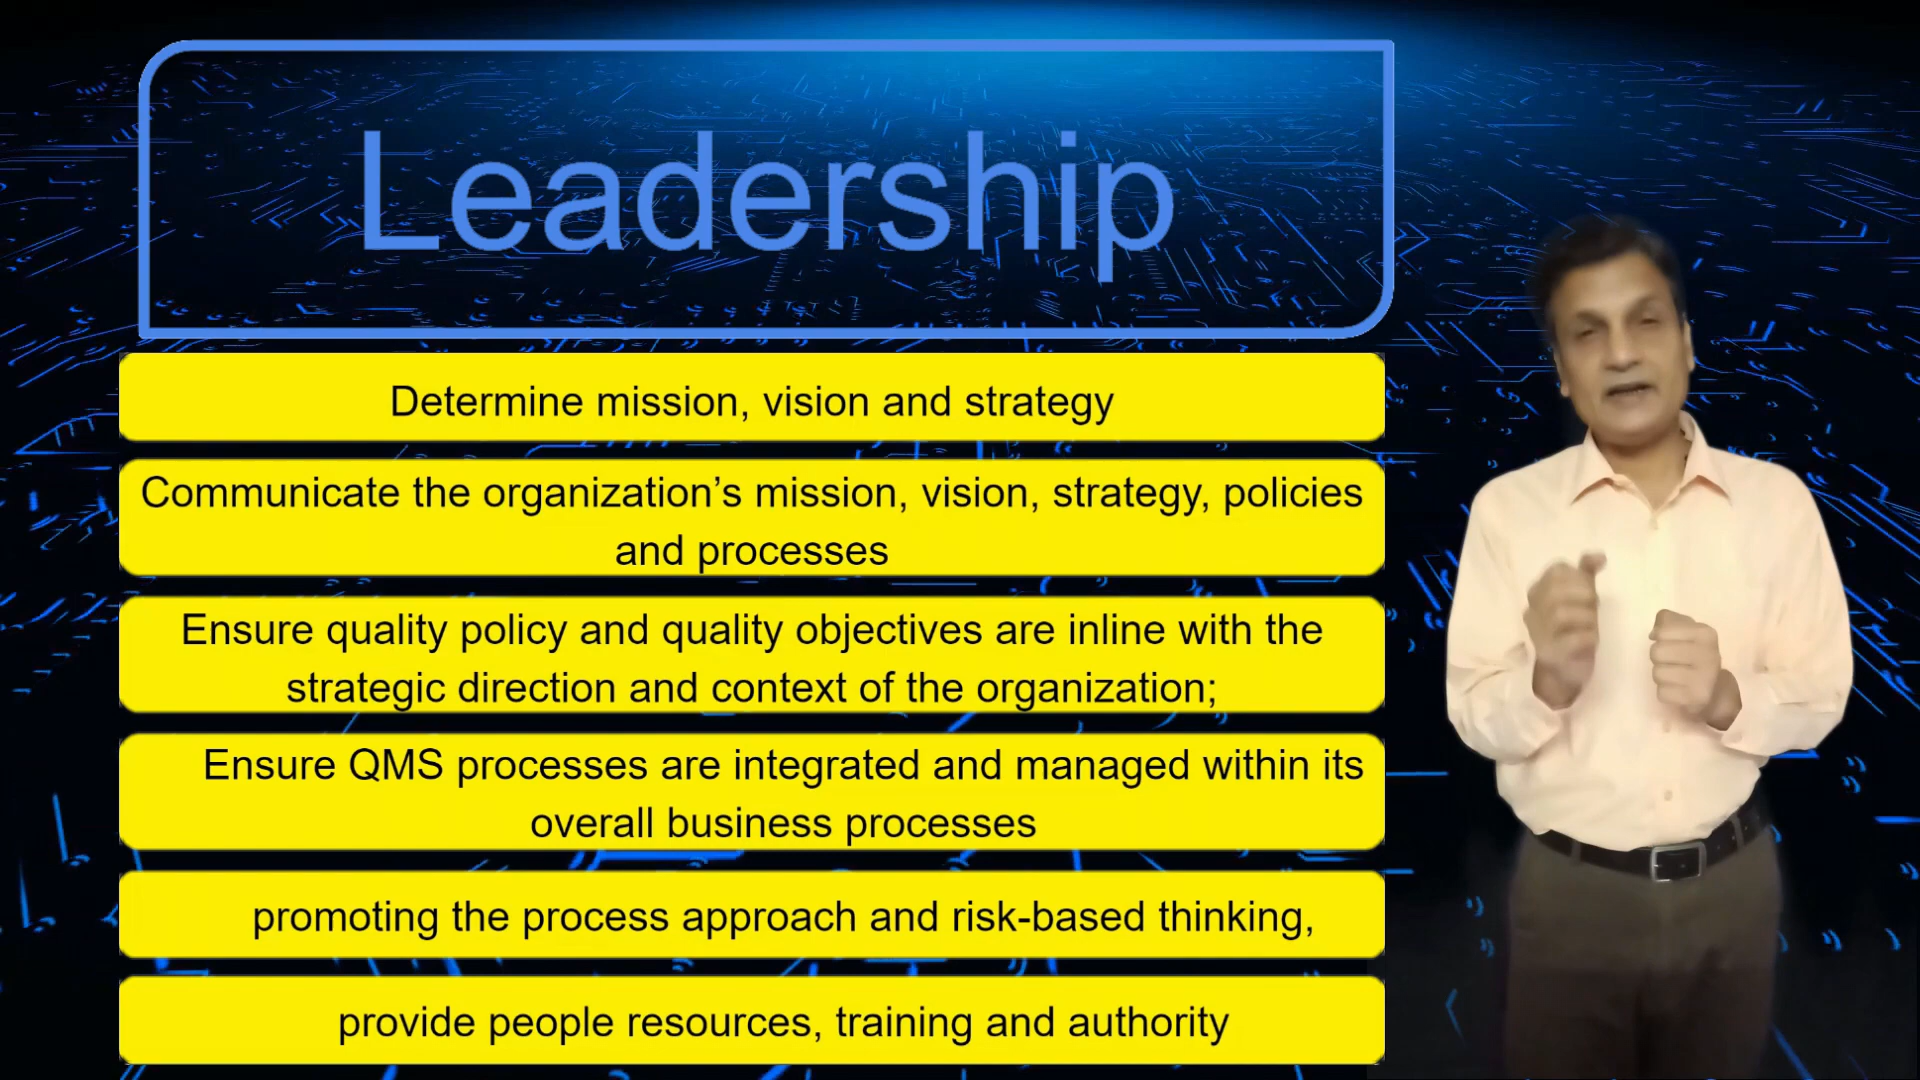 Leadership
Determine mission, vision and strategy
Communicate the organization’s mission, vision, strategy, policies
and processes
Ensure quality policy and quality objectives are inline with the
strategic direction and context of the organization;
Ensure QMS processes are integrated and managed within its
overall business processes
promoting the process approach and risk-based thinking,
provide people resources, training and authority